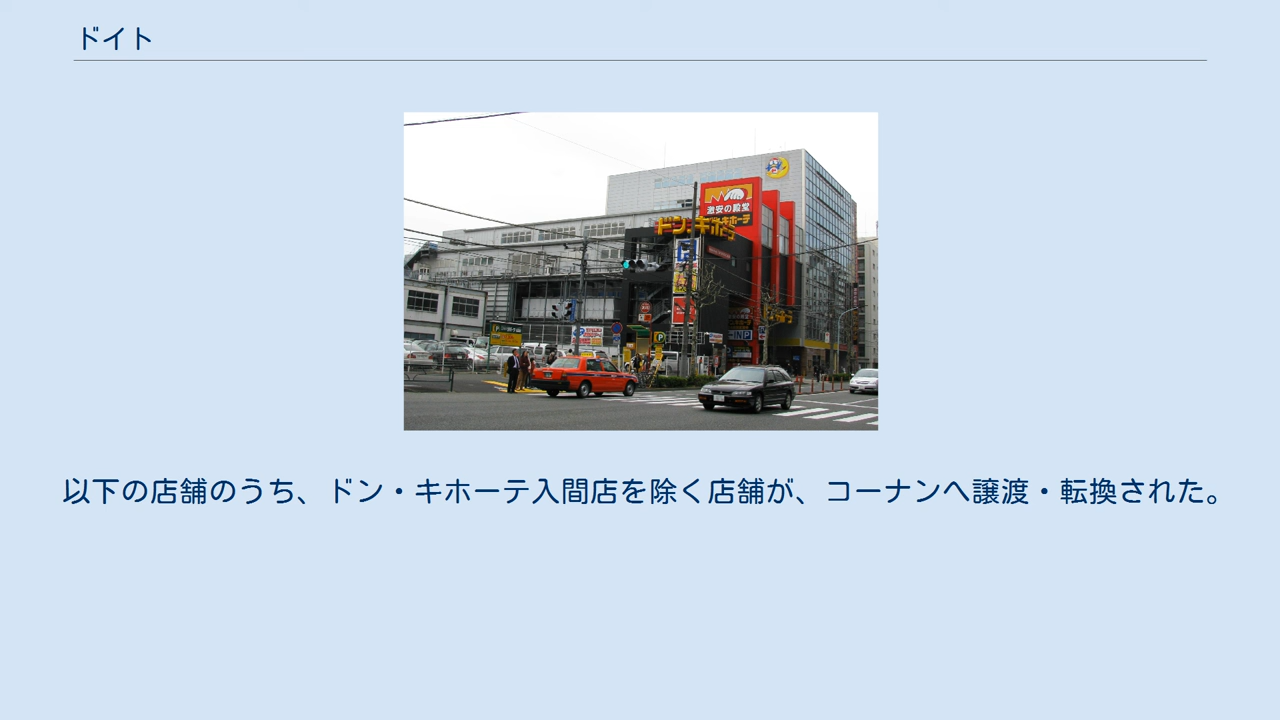 ドイト
激安の殿堂
ドン・キホーテ
P
以下の店舗のうち、ドン・キホーテ入間店を除く店舗が、コーナンへ譲渡・転換された。